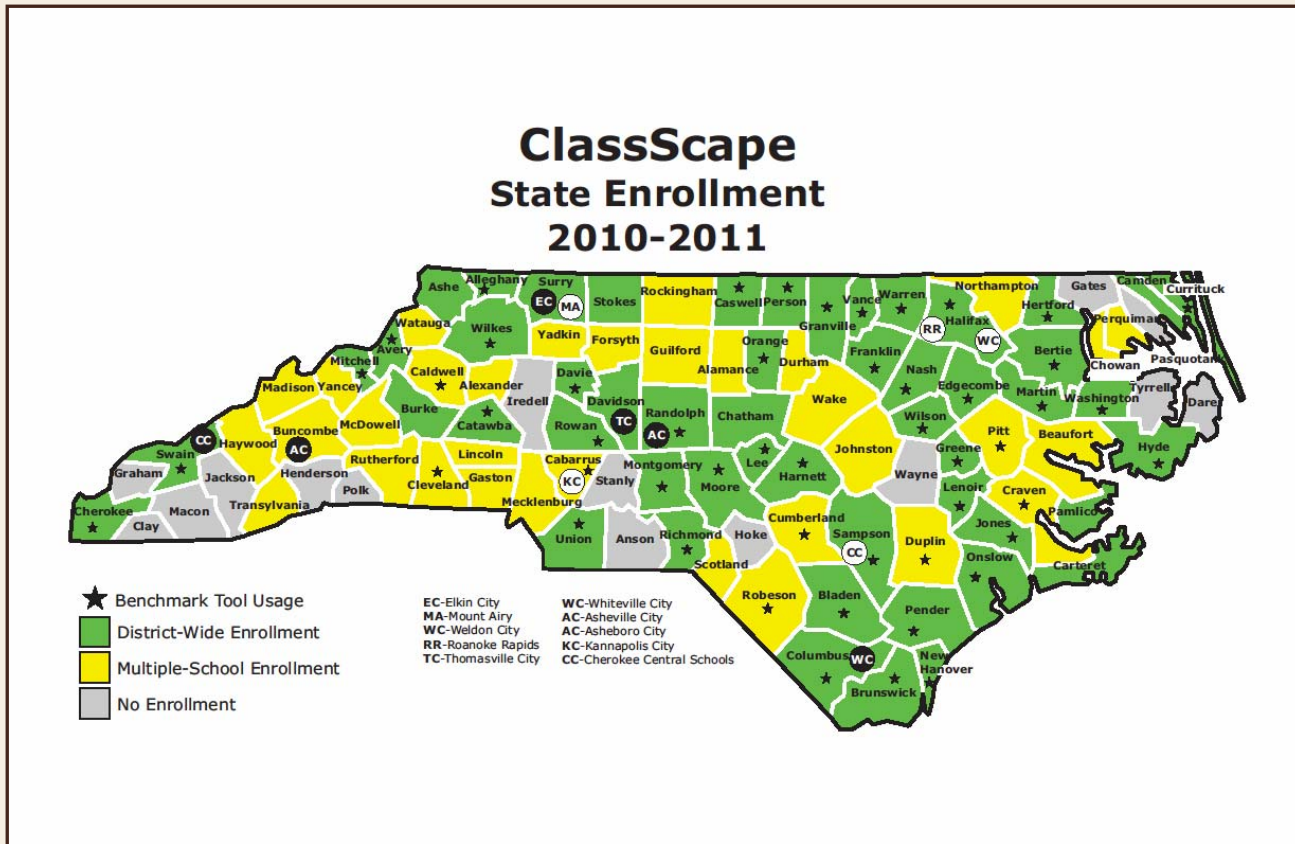 ClassScape
State Enrollment
2010-2011
Ashe
Alleghany
Surry
EC
MA
Stokes
Rockingham
Caswell
Person
Granville
Vance
Warren
Northampton
Gates
Camden
Currituck
Hertford
Halifax
RR
WC
Perquimans
Pasquotank
Chowan
Watauga
Wilkes
Yadkin
Forsyth
Guilford
Alamance
Orange
Durham
Franklin
Nash
Edgecombe
Bertie
Martin
Washington
Tyrrell
Dare
Avery
Mitchell
Caldwell
Alexander
Iredell
Davie
Davidson
TC
Randolph
AC
Chatham
Wake
Wilson
Pitt
Beaufort
Hyde
Madison
Yancey
Burke
Catawba
Rowan
McDowell
Buncombe
AC
Haywood
CC
Swain
Graham
Jackson
Henderson
Rutherford
Cleveland
Lincoln
Gaston
Cabarrus
KC
Stanly
Montgomery
Moore
Lee
Harnett
Johnston
Wayne
Greene
Lenoir
Craven
Pamlico
Cherokee
Clay
Macon
Transylvania
Polk
Mecklenburg
Union
Anson
Richmond
Hoke
Scotland
Cumberland
Sampson
CC
Duplin
Jones
Onslow
Carteret
Robeson
Bladen
Pender
Columbus
WC
Brunswick
New
Hanover
Benchmark Tool Usage
District-Wide Enrollment
Multiple-School Enrollment
No Enrollment
EC-Elkin City
MA-Mount Airy
WC-Weldon City
RR-Roanoke Rapids
TC-Thomasville City
WC-Whiteville City
AC-Asheville City
AC-Asheboro City
KC-Kannapolis City
CC-Cherokee Central Schools